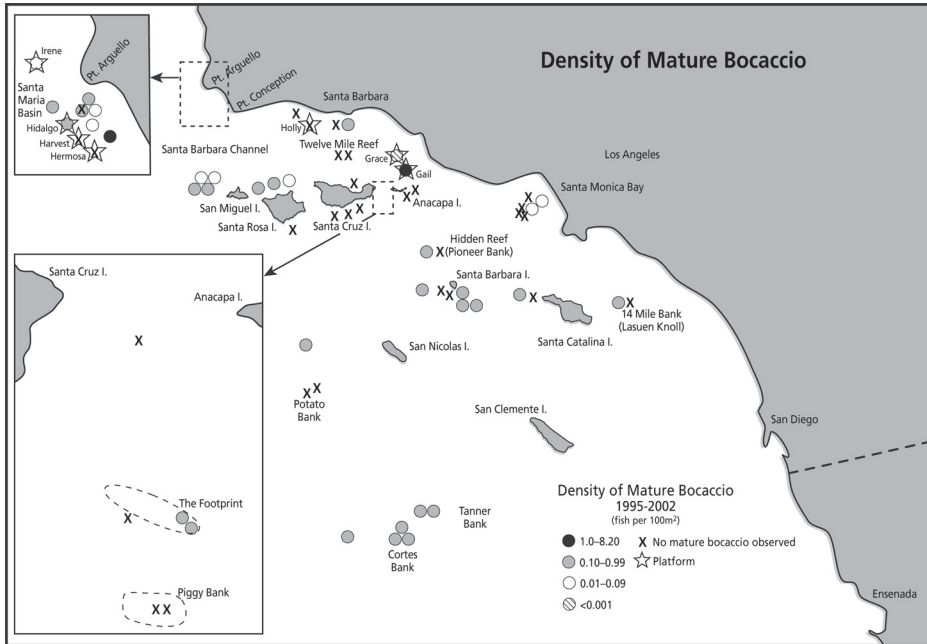 Density of Mature Bocaccio
Irene
Pt. Arguello
Santa
Maria
Basin
X
Hidalgo
Harvest
X
Hermosa
X
Pt. Arguello
Pt. Conception
Santa Barbara
X
Holly
X
X
Twelve Mile Reef
X X
Grace
Gail
Santa Barbara Channel
Los Angeles
Santa Monica Bay
X
X
X
X
X
X
Anacapa I.
San Miguel I.
Santa Rosa I.
X
Santa Cruz I.
X X X
Hidden Reef
X (Pioneer Bank)
Santa Barbara I.
X
X
X
Santa Catalina I.
X
14 Mile Bank
(Lasuen Knoll)
San Nicolas I.
X X
Potato
Bank
San Clemente I.
San Diego
Tanner
Bank
Cortes
Bank
Ensenada
Santa Cruz I.
Anacapa I.
X
The Footprint
X
Piggy Bank
X X
Density of Mature Bocaccio
1995-2002
(fish per 100m²)
1.0–8.20
X No mature bocaccio observed
0.10–0.99
Platform
0.01–0.09
<0.001